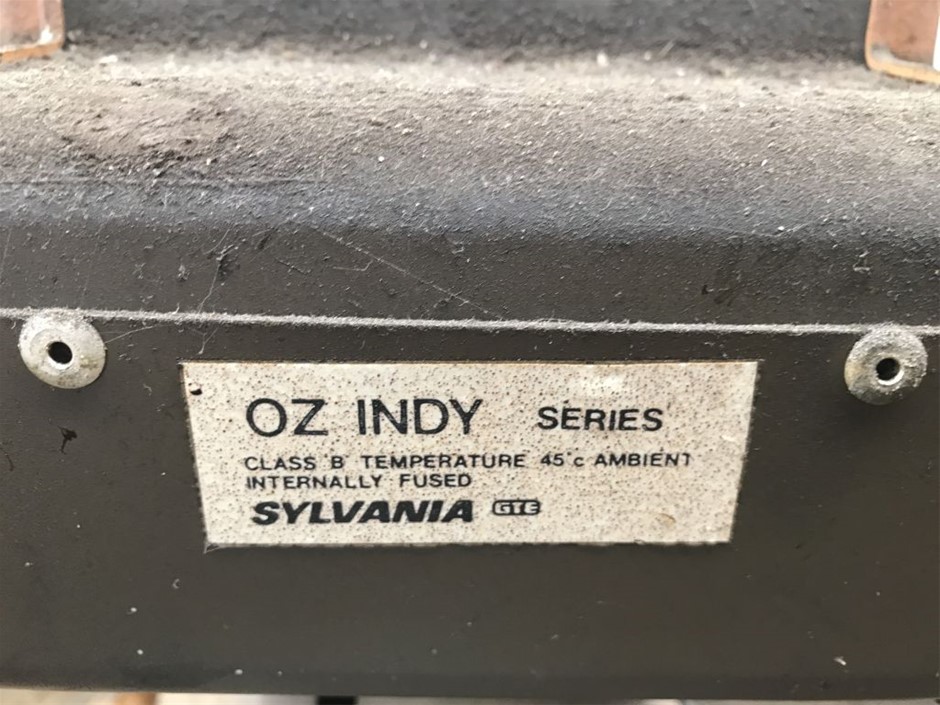 OZ INDY SERIES
CLASS 'B' TEMPERATURE 45°c AMBIENT
INTERNALLY FUSED
SYLVANIA GTE